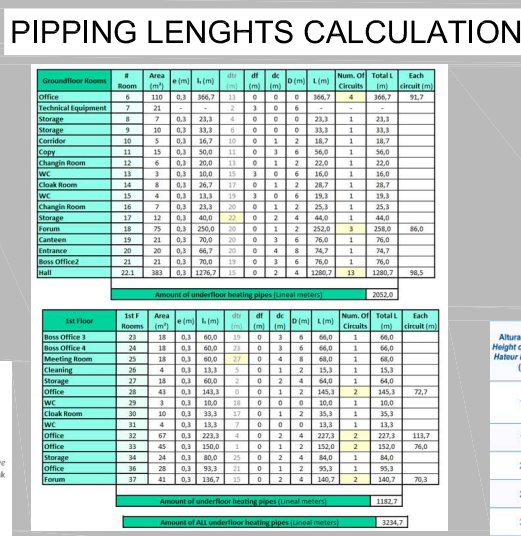 PIPPING LENGHTS CALCULATION
Groundfloor Rooms # Room Area (m²) e (m) lₛ (m) dtr (m) df (m) dc (m) D (m) L (m) Num. Of Circuits Total L (m) Each circuit (m)
Office 6 110 0,3 366,7 13 0 0 0 366,7 4 366,7 91,7
Technical Equipment 7 21 - - 2 3 0 6 - - -
Storage 8 7 0,3 23,3 4 0 0 0 23,3 1 23,3
Storage 9 10 0,3 33,3 6 0 0 0 33,3 1 33,3
Corridor 10 5 0,3 16,7 10 0 1 2 18,7 1 18,7
Copy 11 15 0,3 50,0 11 0 3 6 56,0 1 56,0
Changin Room 12 6 0,3 20,0 13 0 1 2 22,0 1 22,0
WC 13 3 0,3 10,0 15 3 0 6 16,0 1 16,0
Cloak Room 14 8 0,3 26,7 17 0 1 2 28,7 1 28,7
WC 15 4 0,3 13,3 19 3 0 6 19,3 1 19,3
Changin Room 16 7 0,3 23,3 20 0 1 2 25,3 1 25,3
Storage 17 12 0,3 40,0 22 0 2 4 44,0 1 44,0
Forum 18 75 0,3 250,0 20 0 1 2 252,0 3 258,0 86,0
Canteen 19 21 0,3 70,0 20 0 3 6 76,0 1 76,0
Entrance 20 20 0,3 66,7 20 0 4 8 74,7 1 74,7
Boss Office2 21 21 0,3 70,0 19 0 3 6 76,0 1 76,0
Hall 22.1 383 0,3 1276,7 15 0 2 4 1280,7 13 1280,7 98,5
Amount of underfloor heating pipes (Lineal meters) 2052,0
1st Floor 1st F Rooms Area (m²) e (m) lₛ (m) dtr (m) df (m) dc (m) D (m) L (m) Num. Of Circuits Total L (m) Each circuit (m)
Boss Office 3 23 18 0,3 60,0 19 0 3 6 66,0 1 66,0
Boss Office 4 24 18 0,3 60,0 23 0 3 6 66,0 1 66,0
Meeting Room 25 18 0,3 60,0 27 0 4 8 68,0 1 68,0
Cleaning 26 4 0,3 13,3 5 0 1 2 15,3 1 15,3
Storage 27 18 0,3 60,0 2 0 2 4 64,0 1 64,0
Office 28 43 0,3 143,3 0 0 1 2 145,3 2 145,3 72,7
WC 29 3 0,3 10,0 18 0 0 0 10,0 1 10,0
Cloak Room 30 10 0,3 33,3 17 0 1 2 35,3 1 35,3
WC 31 4 0,3 13,3 7 0 0 0 13,3 1 13,3
Office 32 67 0,3 223,3 4 0 2 4 227,3 2 227,3 113,7
Office 33 45 0,3 150,0 1 0 1 2 152,0 2 152,0 76,0
Storage 34 24 0,3 80,0 25 0 2 4 84,0 1 84,0
Office 36 28 0,3 93,3 21 0 1 2 95,3 1 95,3
Forum 37 41 0,3 136,7 15 0 2 4 140,7 2 140,7 70,3
Amount of underfloor heating pipes (Lineal meters) 1182,7
Amount of ALL underfloor heating pipes (Lineal meters) 3234,7
Altura
Height
Hateur